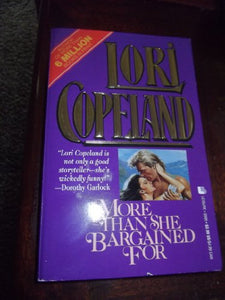 6 MILLION
LORI
COPELAND
"Lori Copeland is
not only a good
storyteller—she's
wickedly funny!"
—Dorothy Garlock
MORE
THAN SHE
BARGAINED
FOR